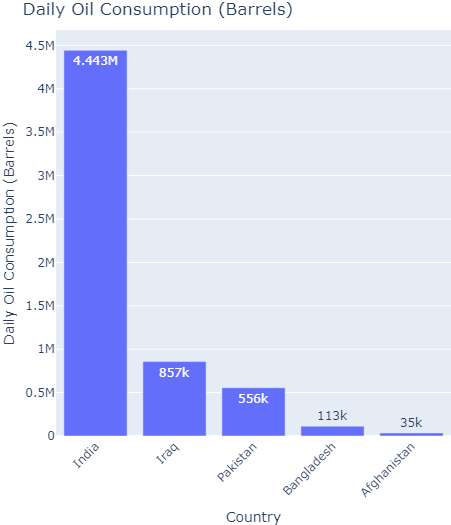 Daily Oil Consumption (Barrels)
4.5M
4M
3.5M
3M
2.5M
2M
1.5M
1M
0.5M
0
Daily Oil Consumption (Barrels)
4.443M
857k
556k
113k
35k
India
Iraq
Pakistan
Bangladesh
Afghanistan
Country